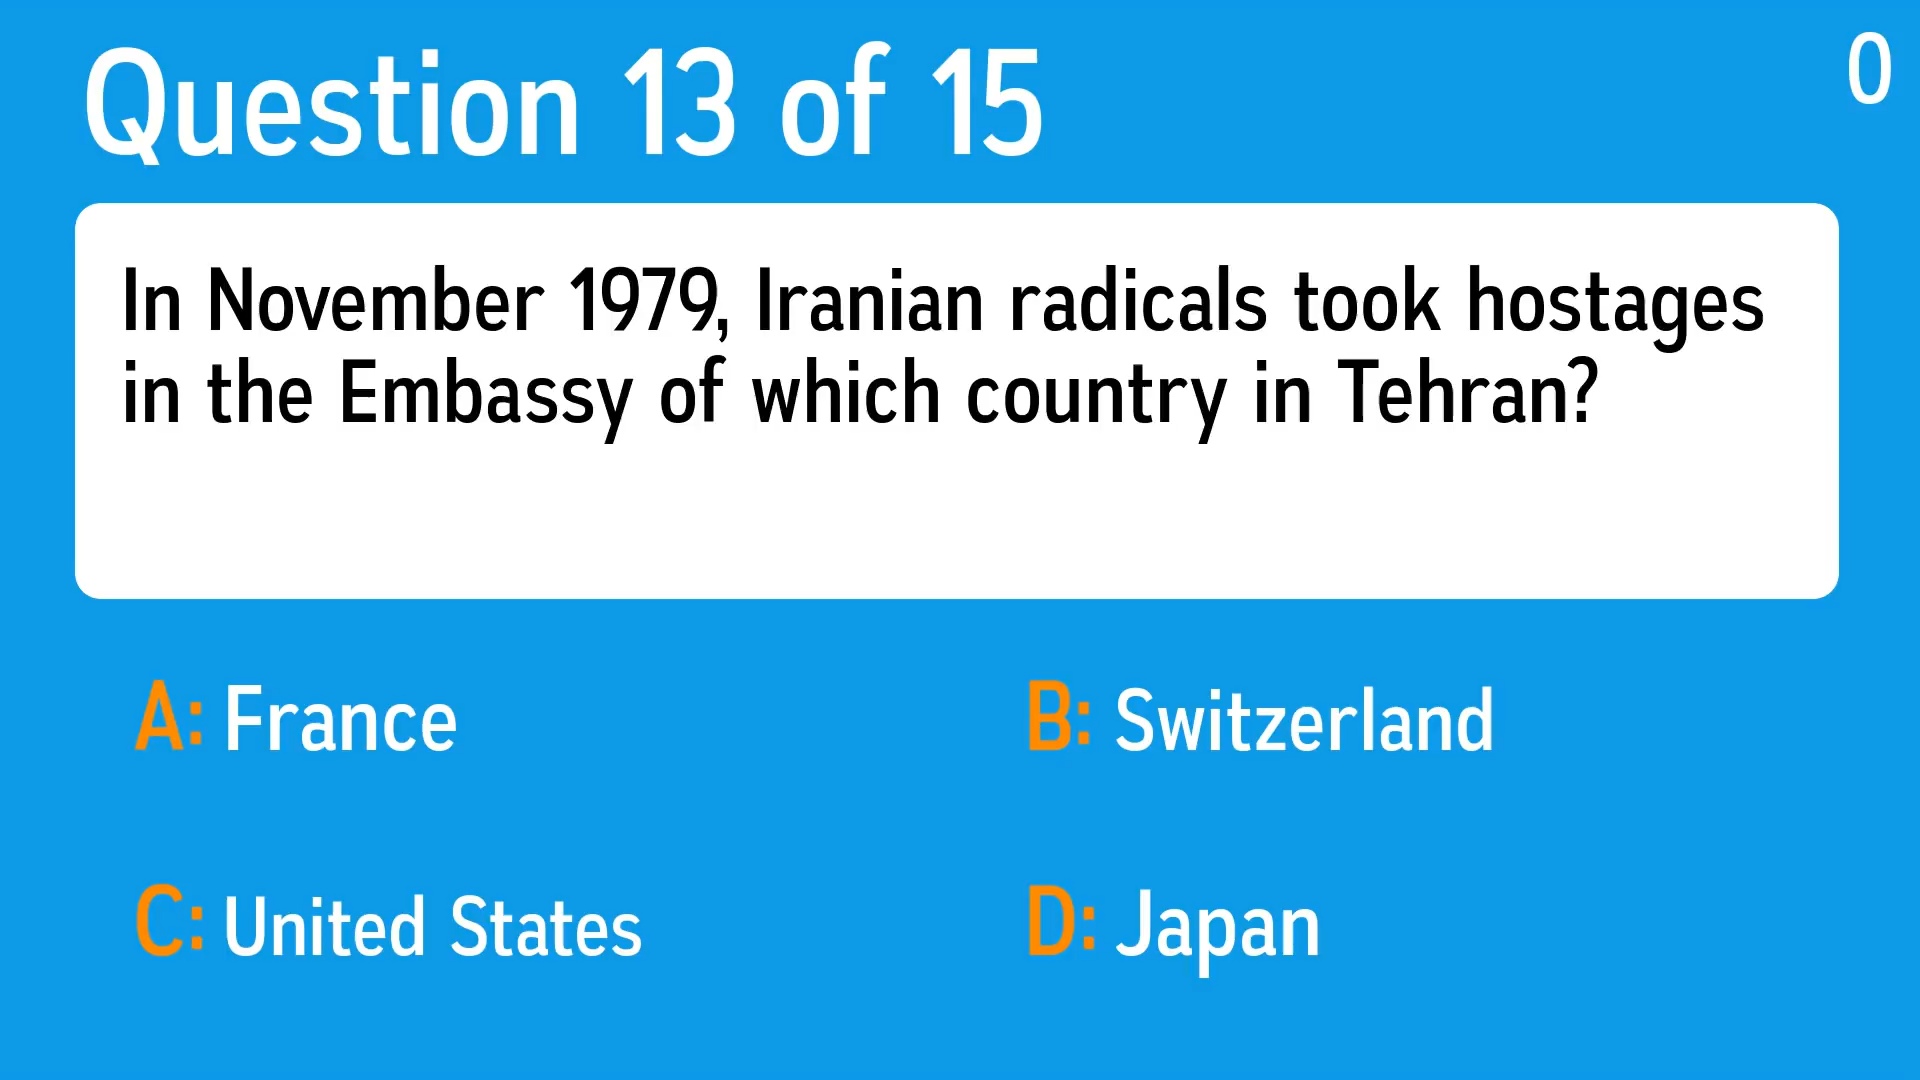 Question 13 of 15
0
In November 1979, Iranian radicals took hostages
in the Embassy of which country in Tehran?
A: France
B: Switzerland
C: United States
D: Japan